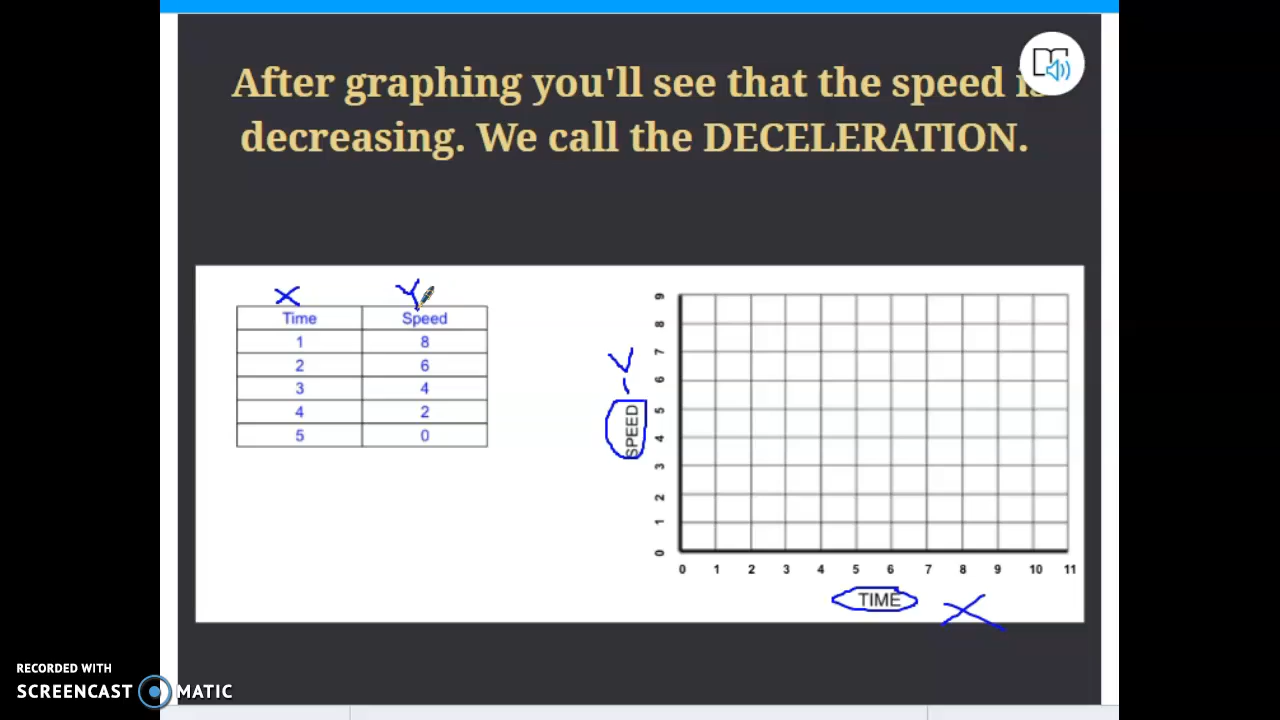 After graphing you'll see that the speed is
decreasing. We call the DECELERATION.
X Y
Time Speed
1 8
2 6
3 4
4 2
5 0
9
8
7
6
5
4
3
2
1
0
Y
SPEED
0 1 2 3 4 5 6 7 8 9 10 11
TIME X
RECORDED WITH
SCREENCAST MATIC